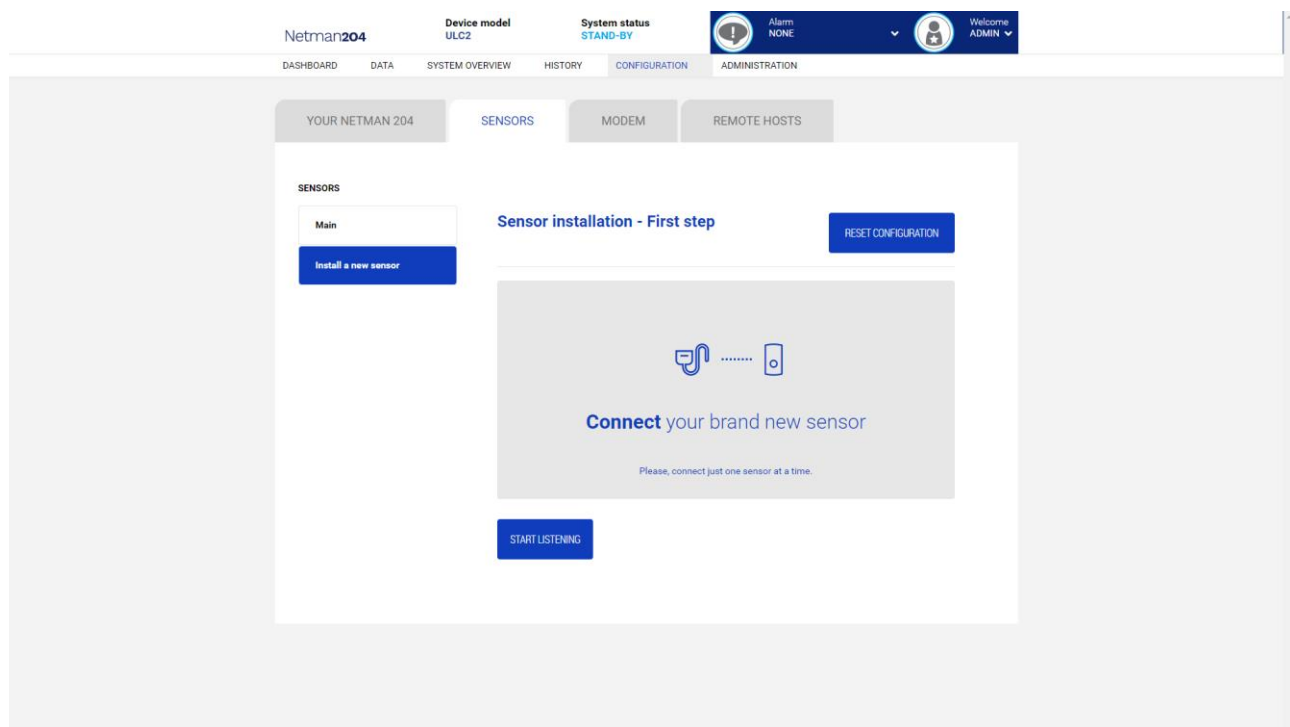 Netman204
Device model
ULC2
System status
STAND-BY
Alarm
NONE
Welcome
ADMIN
DASHBOARD DATA SYSTEM OVERVIEW HISTORY CONFIGURATION ADMINISTRATION
YOUR NETMAN 204 SENSORS MODEM REMOTE HOSTS
SENSORS
Main
Install a new sensor
Sensor installation - First step
RESET CONFIGURATION
Connect your brand new sensor
Please, connect just one sensor at a time.
START LISTENING